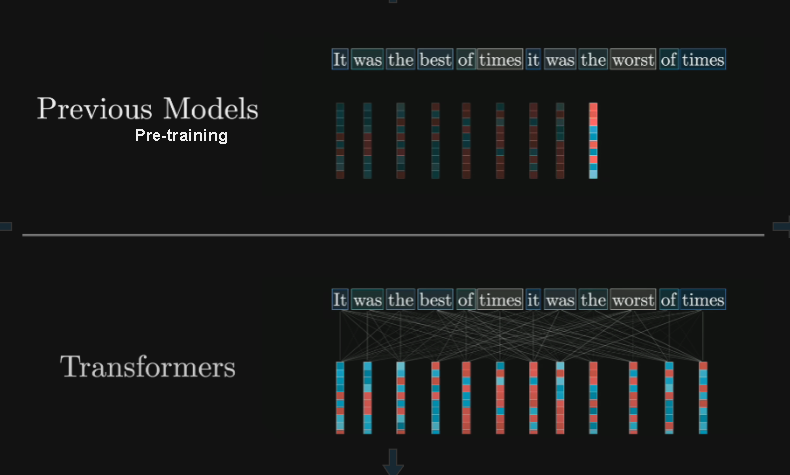 It was the best of times it was the worst of times
Previous Models
Pre-training
It was the best of times it was the worst of times
Transformers